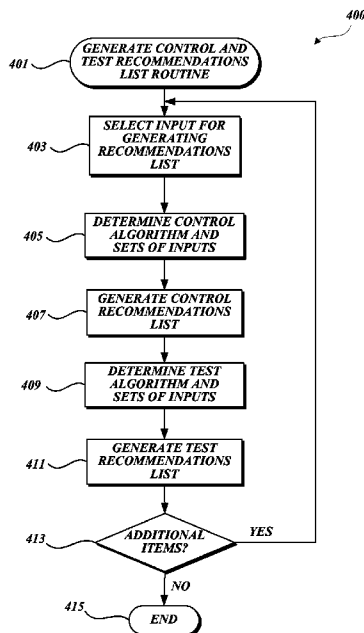 400
401
GENERATE CONTROL AND
TEST RECOMMENDATIONS
LIST ROUTINE
403
SELECT INPUT FOR
GENERATING
RECOMMENDATIONS
LIST
405
DETERMINE CONTROL
ALGORITHM AND
SETS OF INPUTS
407
GENERATE CONTROL
RECOMMENDATIONS
LIST
409
DETERMINE TEST
ALGORITHM AND
SETS OF INPUTS
411
GENERATE TEST
RECOMMENDATIONS
LIST
413
ADDITIONAL
ITEMS?
YES
NO
415
END